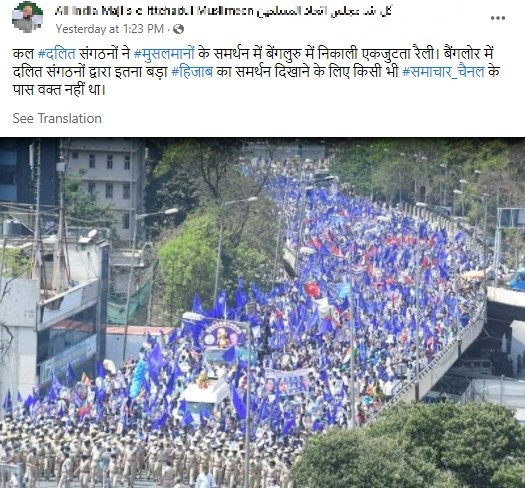 All India Majlis-e-Ittehadul Muslimeen کل ہند مجلس اتحاد المسلمین
Yesterday at 1:23 PM ·
कल #दलित संगठनों ने #मुसलमानों के समर्थन में बेंगलुरु में निकाली एकजुटता रैली। बैंगलोर में
दलित संगठनों द्वारा इतना बड़ा #हिजाब का समर्थन दिखाने के लिए किसी भी #समाचार_चैनल के
पास वक्त नहीं था।
See Translation